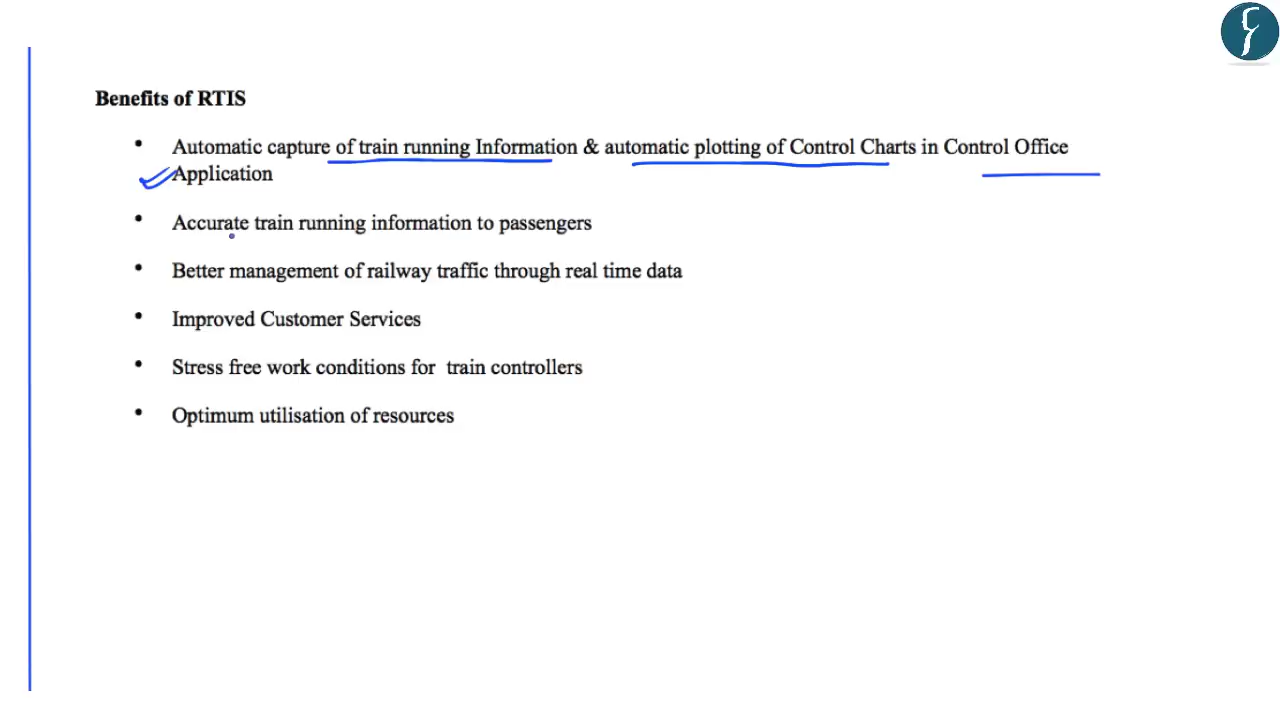 Benefits of RTIS
• Automatic capture of train running Information & automatic plotting of Control Charts in Control Office
Application
• Accurate train running information to passengers
• Better management of railway traffic through real time data
• Improved Customer Services
• Stress free work conditions for train controllers
• Optimum utilisation of resources